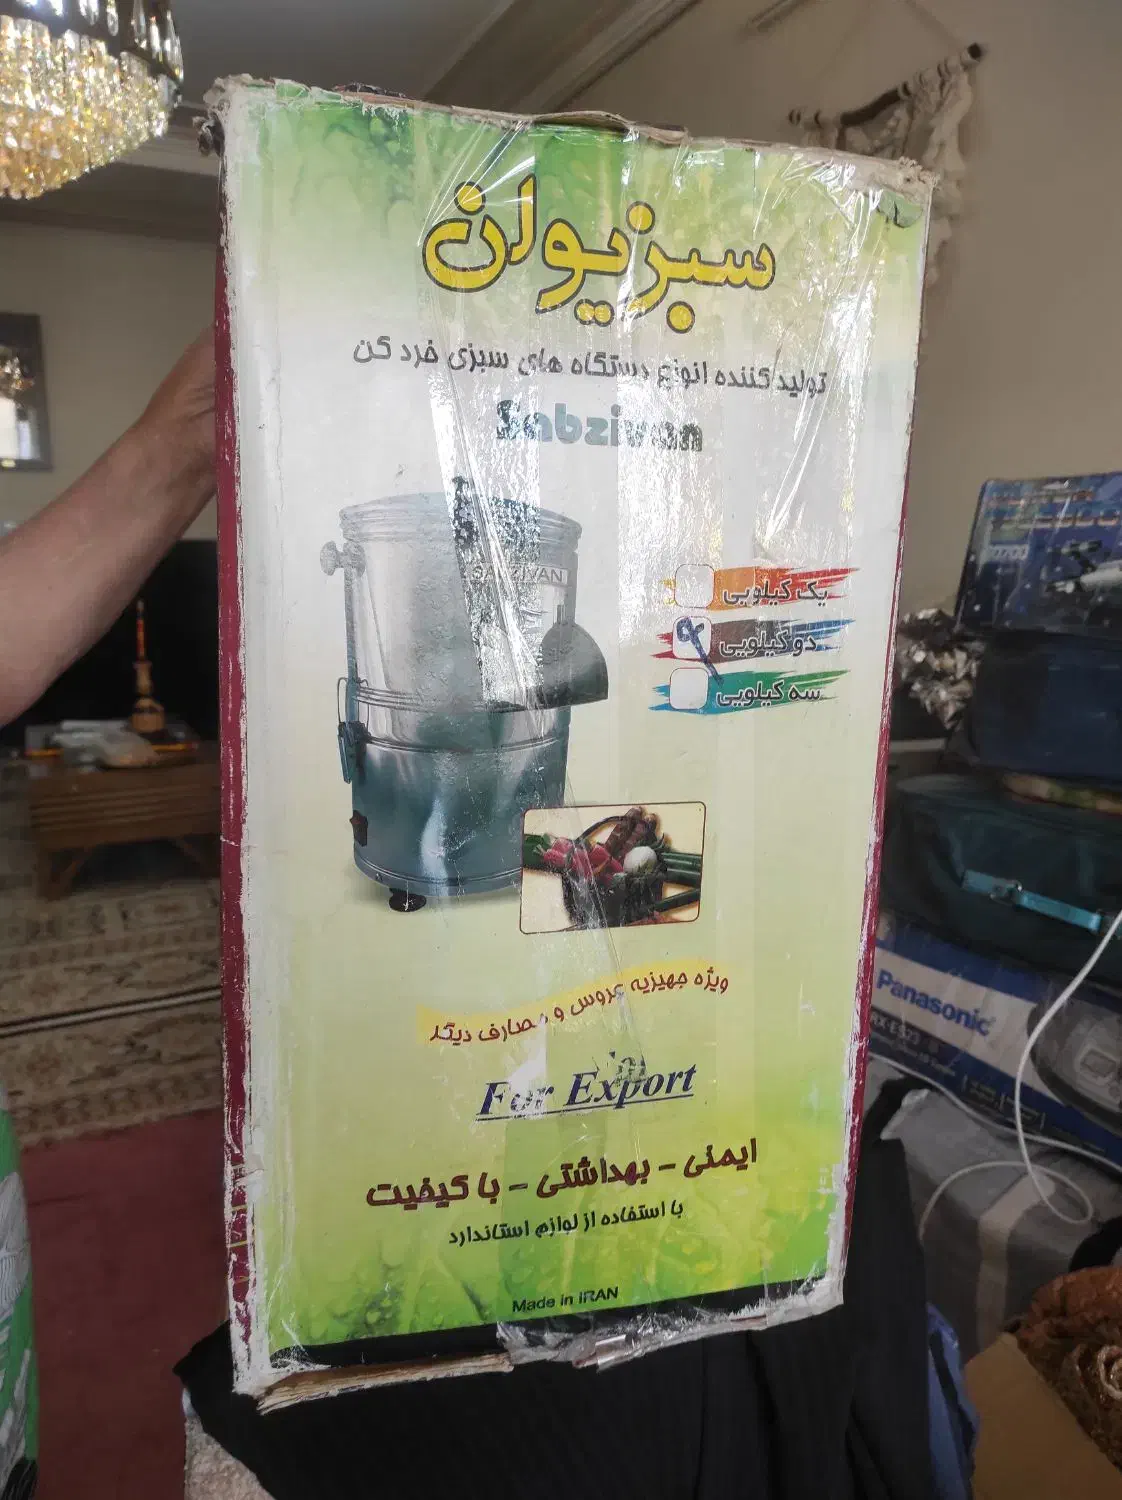 سبزیوان
تولید کننده انواع دستگاه های سبزی خرد کن
Sabzivan
SABZIVAN
یک کیلویی
دو کیلویی
سه کیلویی
ویژه جهیزیه عروس و مصارف دیگر
For Export
ایمنی - بهداشتی - با کیفیت
با استفاده از لوازم استاندارد
Made in IRAN
Panasonic